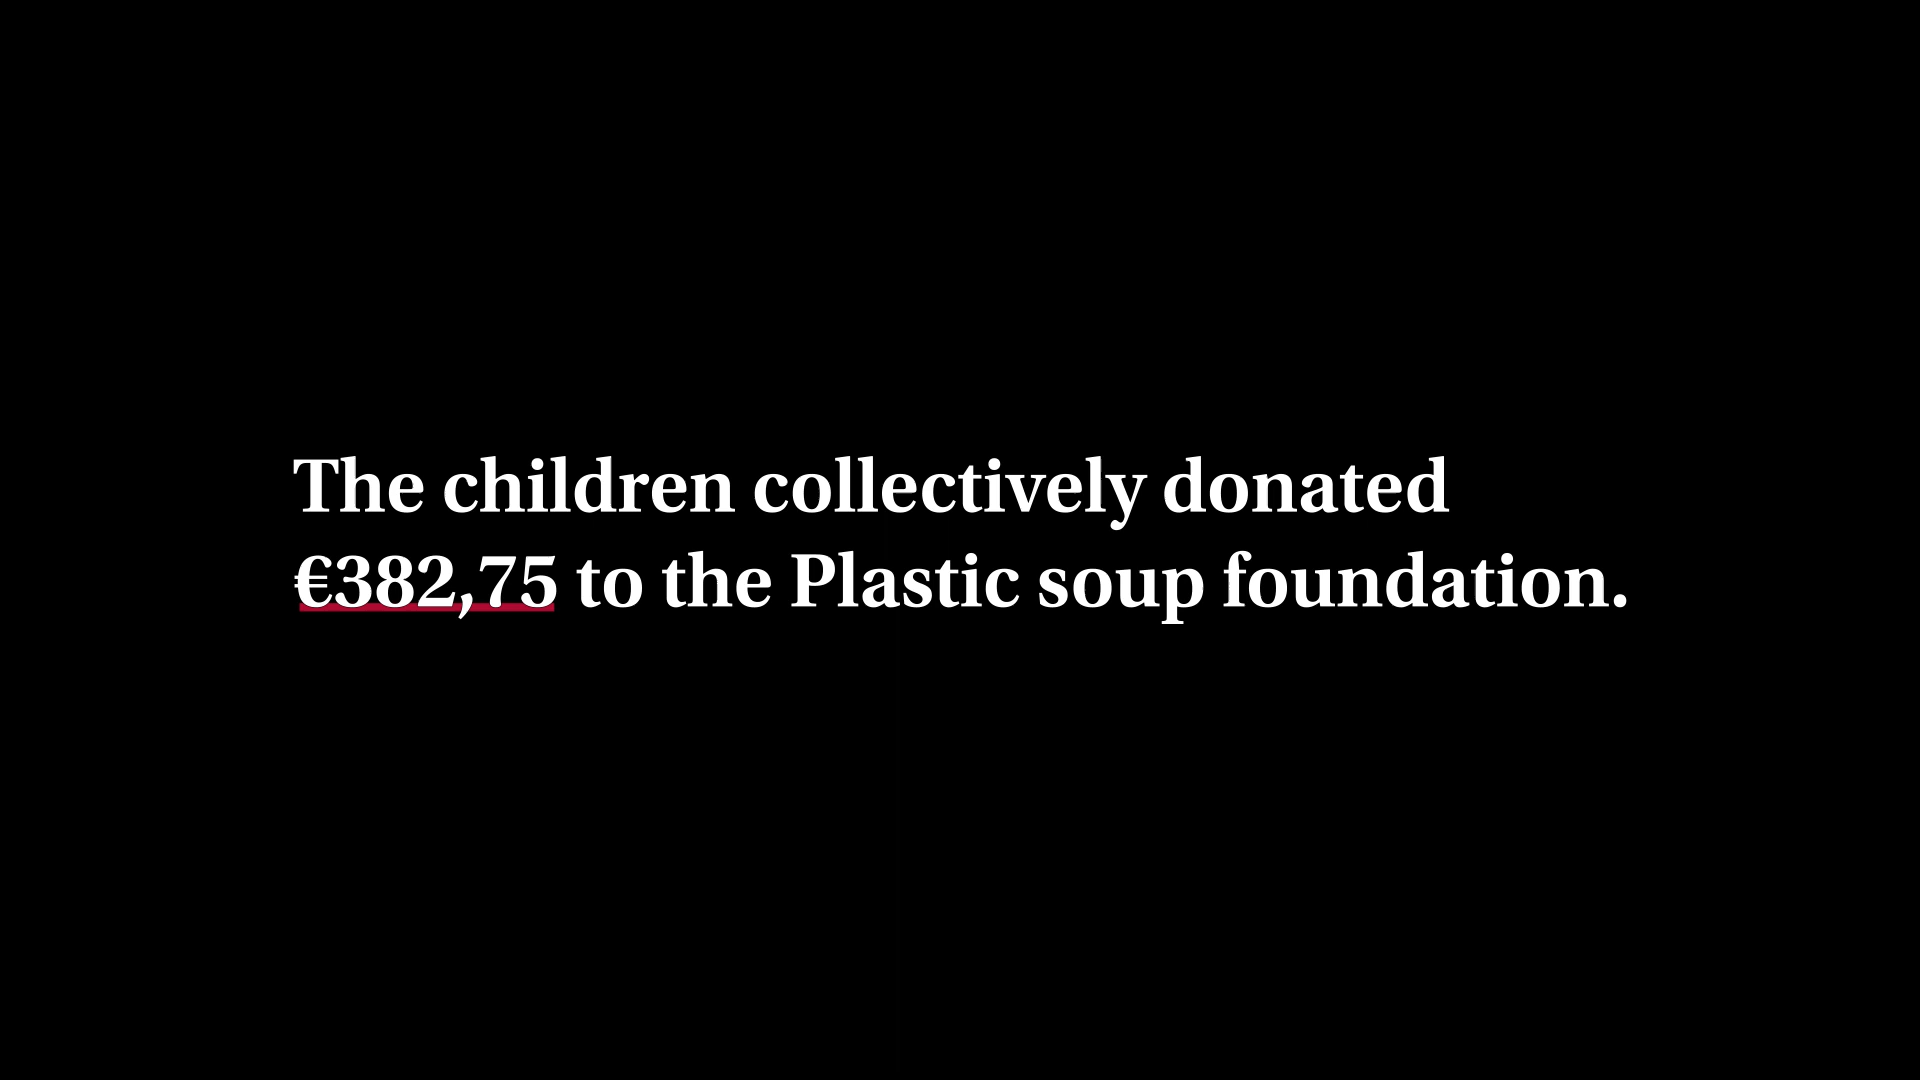 The children collectively donated
€382,75 to the Plastic soup foundation.